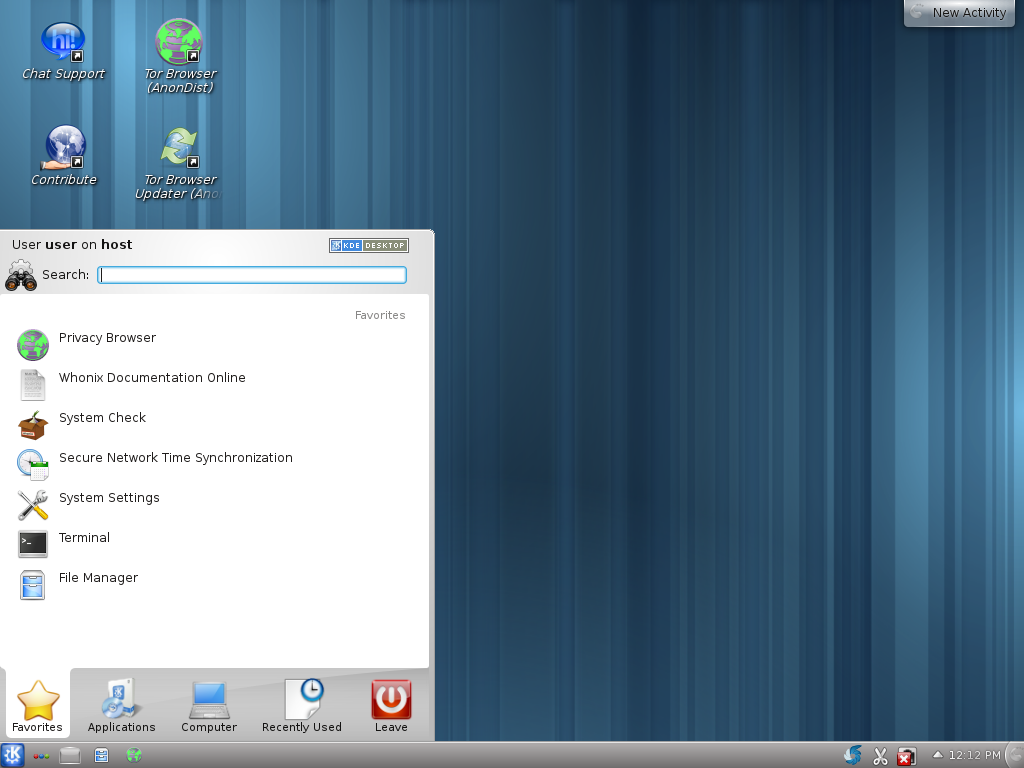 New Activity
hi!
Chat Support
Tor Browser
(AnonDist)
Contribute
Tor Browser
Updater (Ano
User user on host
KDE DESKTOP
Search:
Favorites
Privacy Browser
Whonix Documentation Online
System Check
Secure Network Time Synchronization
System Settings
>_
Terminal
File Manager
Favorites
Applications
Computer
Recently Used
Leave
12:12 PM